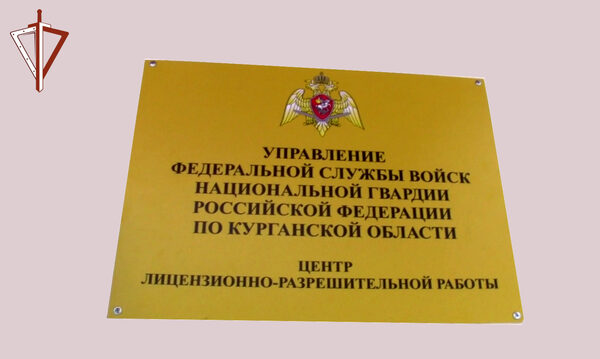 УПРАВЛЕНИЕ
ФЕДЕРАЛЬНОЙ СЛУЖБЫ ВОЙСК
НАЦИОНАЛЬНОЙ ГВАРДИИ
РОССИЙСКОЙ ФЕДЕРАЦИИ
ПО КУРГАНСКОЙ ОБЛАСТИ
ЦЕНТР
ЛИЦЕНЗИОННО-РАЗРЕШИТЕЛЬНОЙ РАБОТЫ